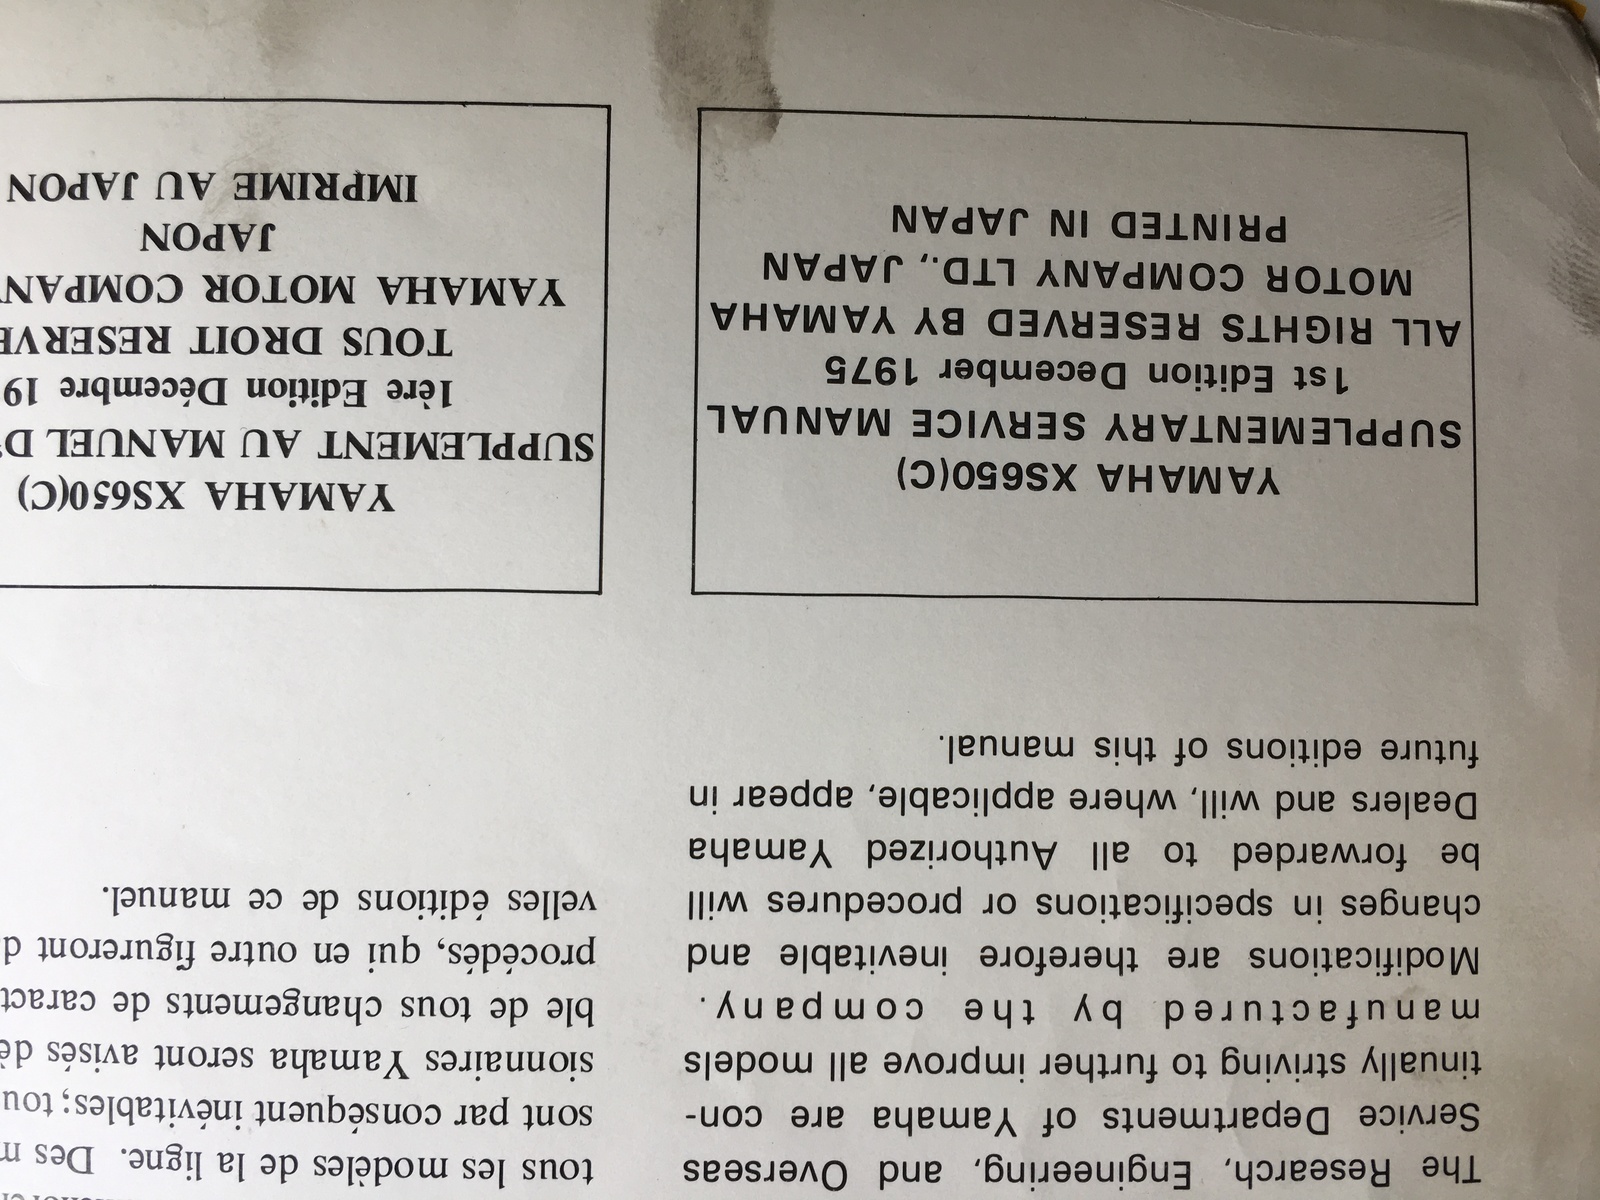 The Research, Engineering, and Overseas
Service Departments of Yamaha are con-
tinually striving to further improve all models
manufactured by the company.
Modifications are therefore inevitable and
changes in specifications or procedures will
be forwarded to all Authorized Yamaha
Dealers and will, where applicable, appear in
future editions of this manual.
YAMAHA XS650(C)
SUPPLEMENTARY SERVICE MANUAL
1st Edition December 1975
ALL RIGHTS RESERVED BY YAMAHA
MOTOR COMPANY LTD., JAPAN
PRINTED IN JAPAN
tous les modèles de la ligne. Des m
sont par conséquent inévitables; tou
sionnaires Yamaha seront avisés dè
ble de tous changements de caract
procédés, qui en outre figureront d
velles éditions de ce manuel.
YAMAHA XS650(C)
SUPPLEMENT AU MANUEL D'
1ère Edition Décembre 19
TOUS DROIT RESERVE
YAMAHA MOTOR COMPAN
JAPON
IMPRIME AU JAPON